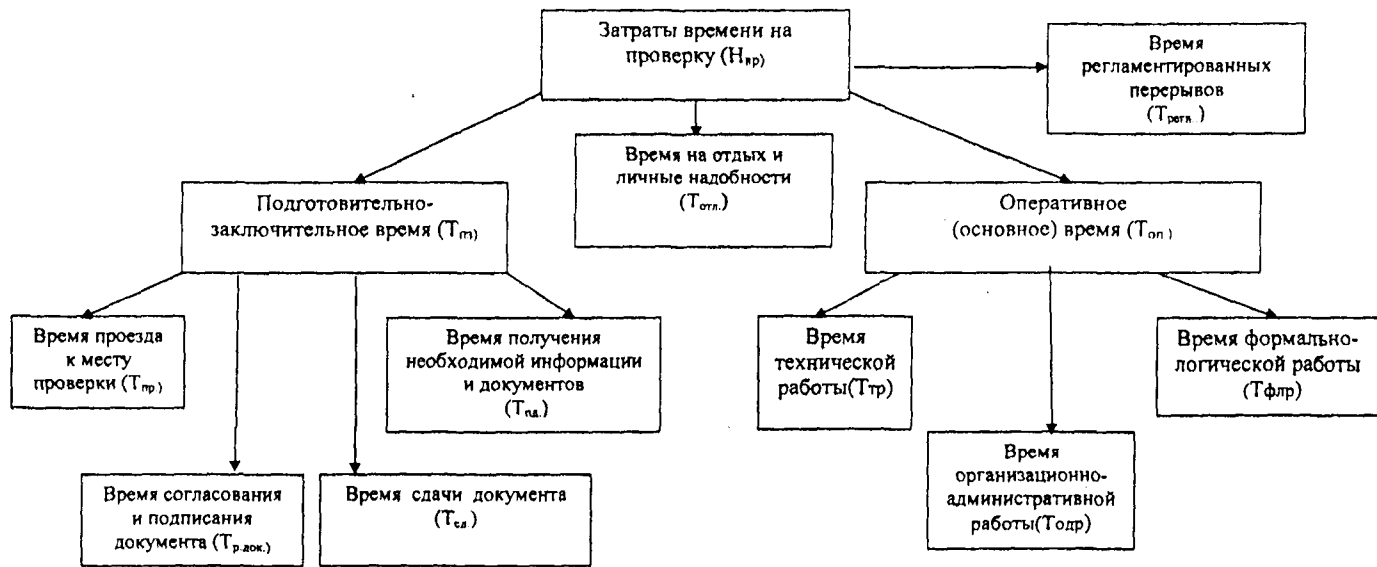 Затраты времени на
проверку (Нвр)
Время
регламентированных
перерывов
(Трегл.)
Время на отдых и
личные надобности
(Тотл.)
Подготовительно-
заключительное время (Тпз)
Оперативное
(основное) время (Топ.)
Время проезда
к месту
проверки (Тпр.)
Время получения
необходимой информации
и документов
(Тпд.)
Время
технической
работы(Ттр)
Время формально-
логической работы
(Тфлр)
Время согласования
и подписания
документа (Тр.док.)
Время сдачи документа
(Тсд.)
Время
организационно-
административной
работы(Тодр)